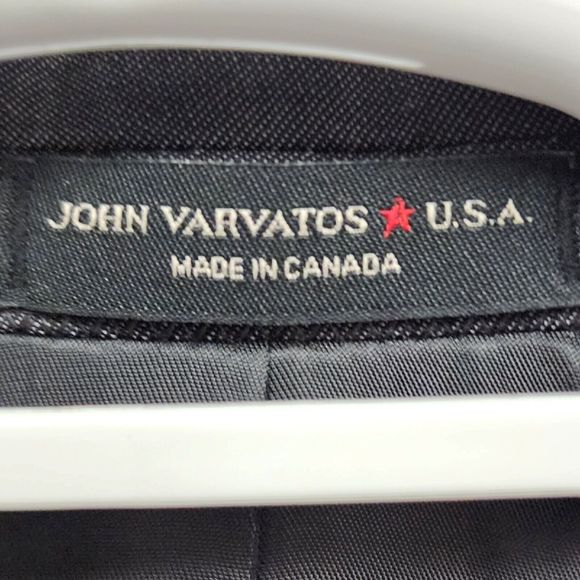 JOHN VARVATOS ★ U.S.A.
MADE IN CANADA